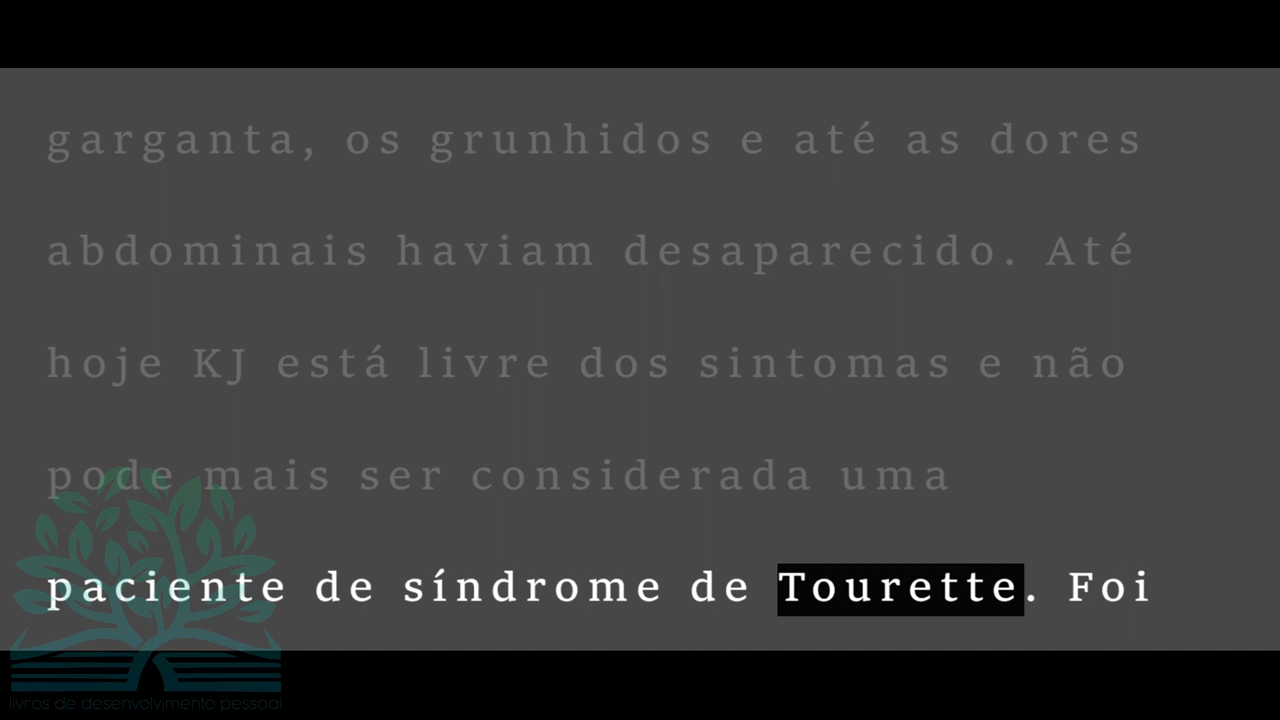 garganta, os grunhidos e até as dores
abdominais haviam desaparecido. Até
hoje KJ está livre dos sintomas e não
pode mais ser considerada uma
paciente de síndrome de Tourette. Foi
livros de desenvolvimento pessoal